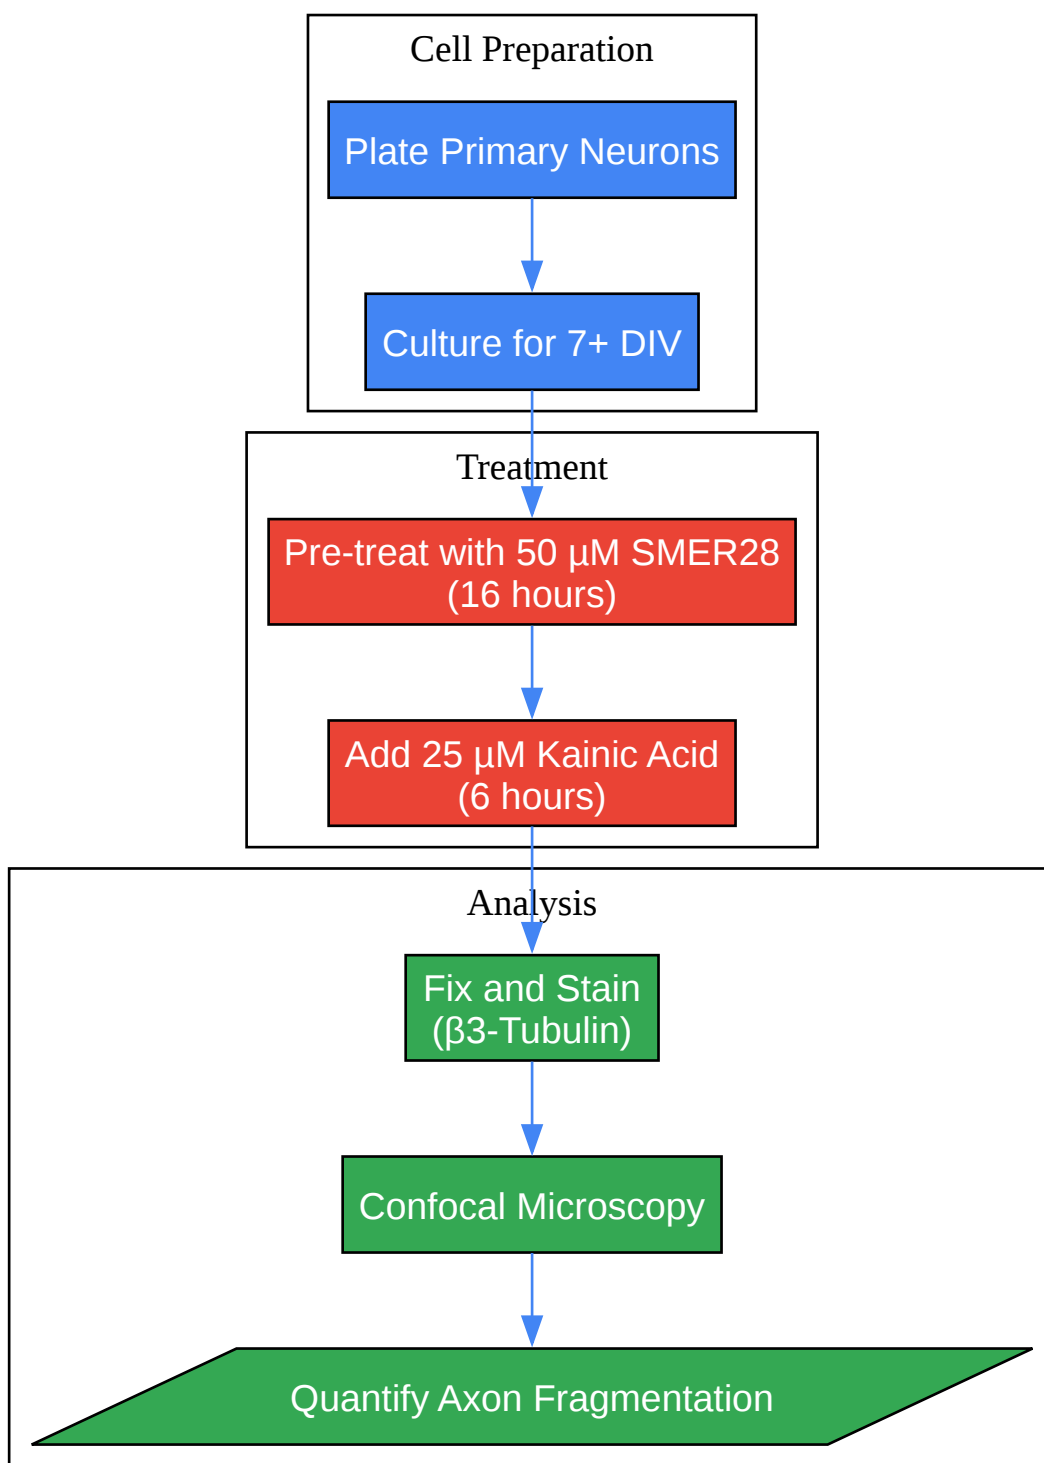 Cell Preparation
Plate Primary Neurons
Culture for 7+ DIV
Treatment
Pre-treat with 50 µM SMER28
(16 hours)
Add 25 µM Kainic Acid
(6 hours)
Analysis
Fix and Stain
(β3-Tubulin)
Confocal Microscopy
Quantify Axon Fragmentation